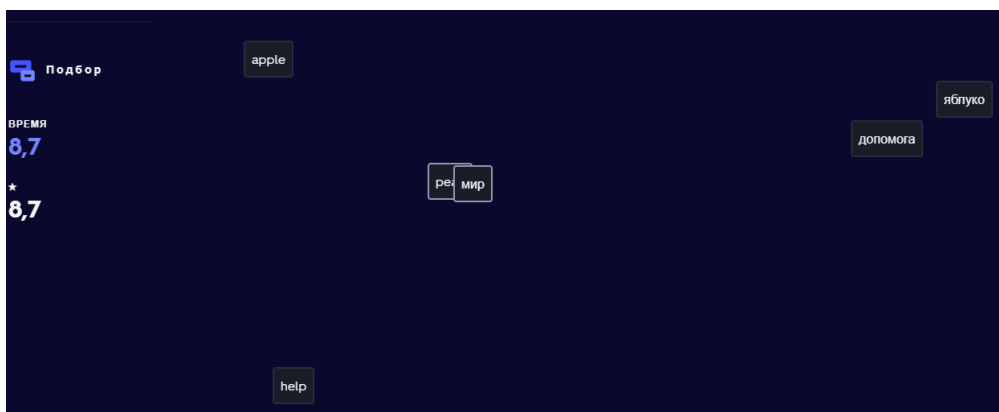 apple
Подбор
яблуко
ВРЕМЯ
8,7
допомога
мир
★
8,7
help